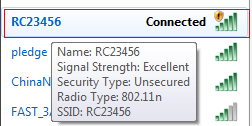 RC23456 Connected
pledge
Name: RC23456
Signal Strength: Excellent
ChinaN
Security Type: Unsecured
Radio Type: 802.11n
FAST_3
SSID: RC23456